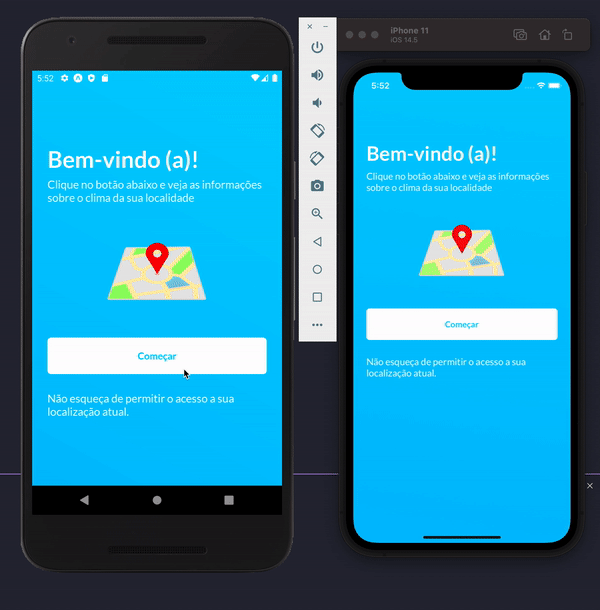 5:52
Bem-vindo (a)!
Clique no botão abaixo e veja as informações
sobre o clima da sua localidade
Começar
Não esqueça de permitir o acesso a sua
localização atual.
iPhone 11
iOS 14.5
5:52
Bem-vindo (a)!
Clique no botão abaixo e veja as informações
sobre o clima da sua localidade
Começar
Não esqueça de permitir o acesso a sua
localização atual.